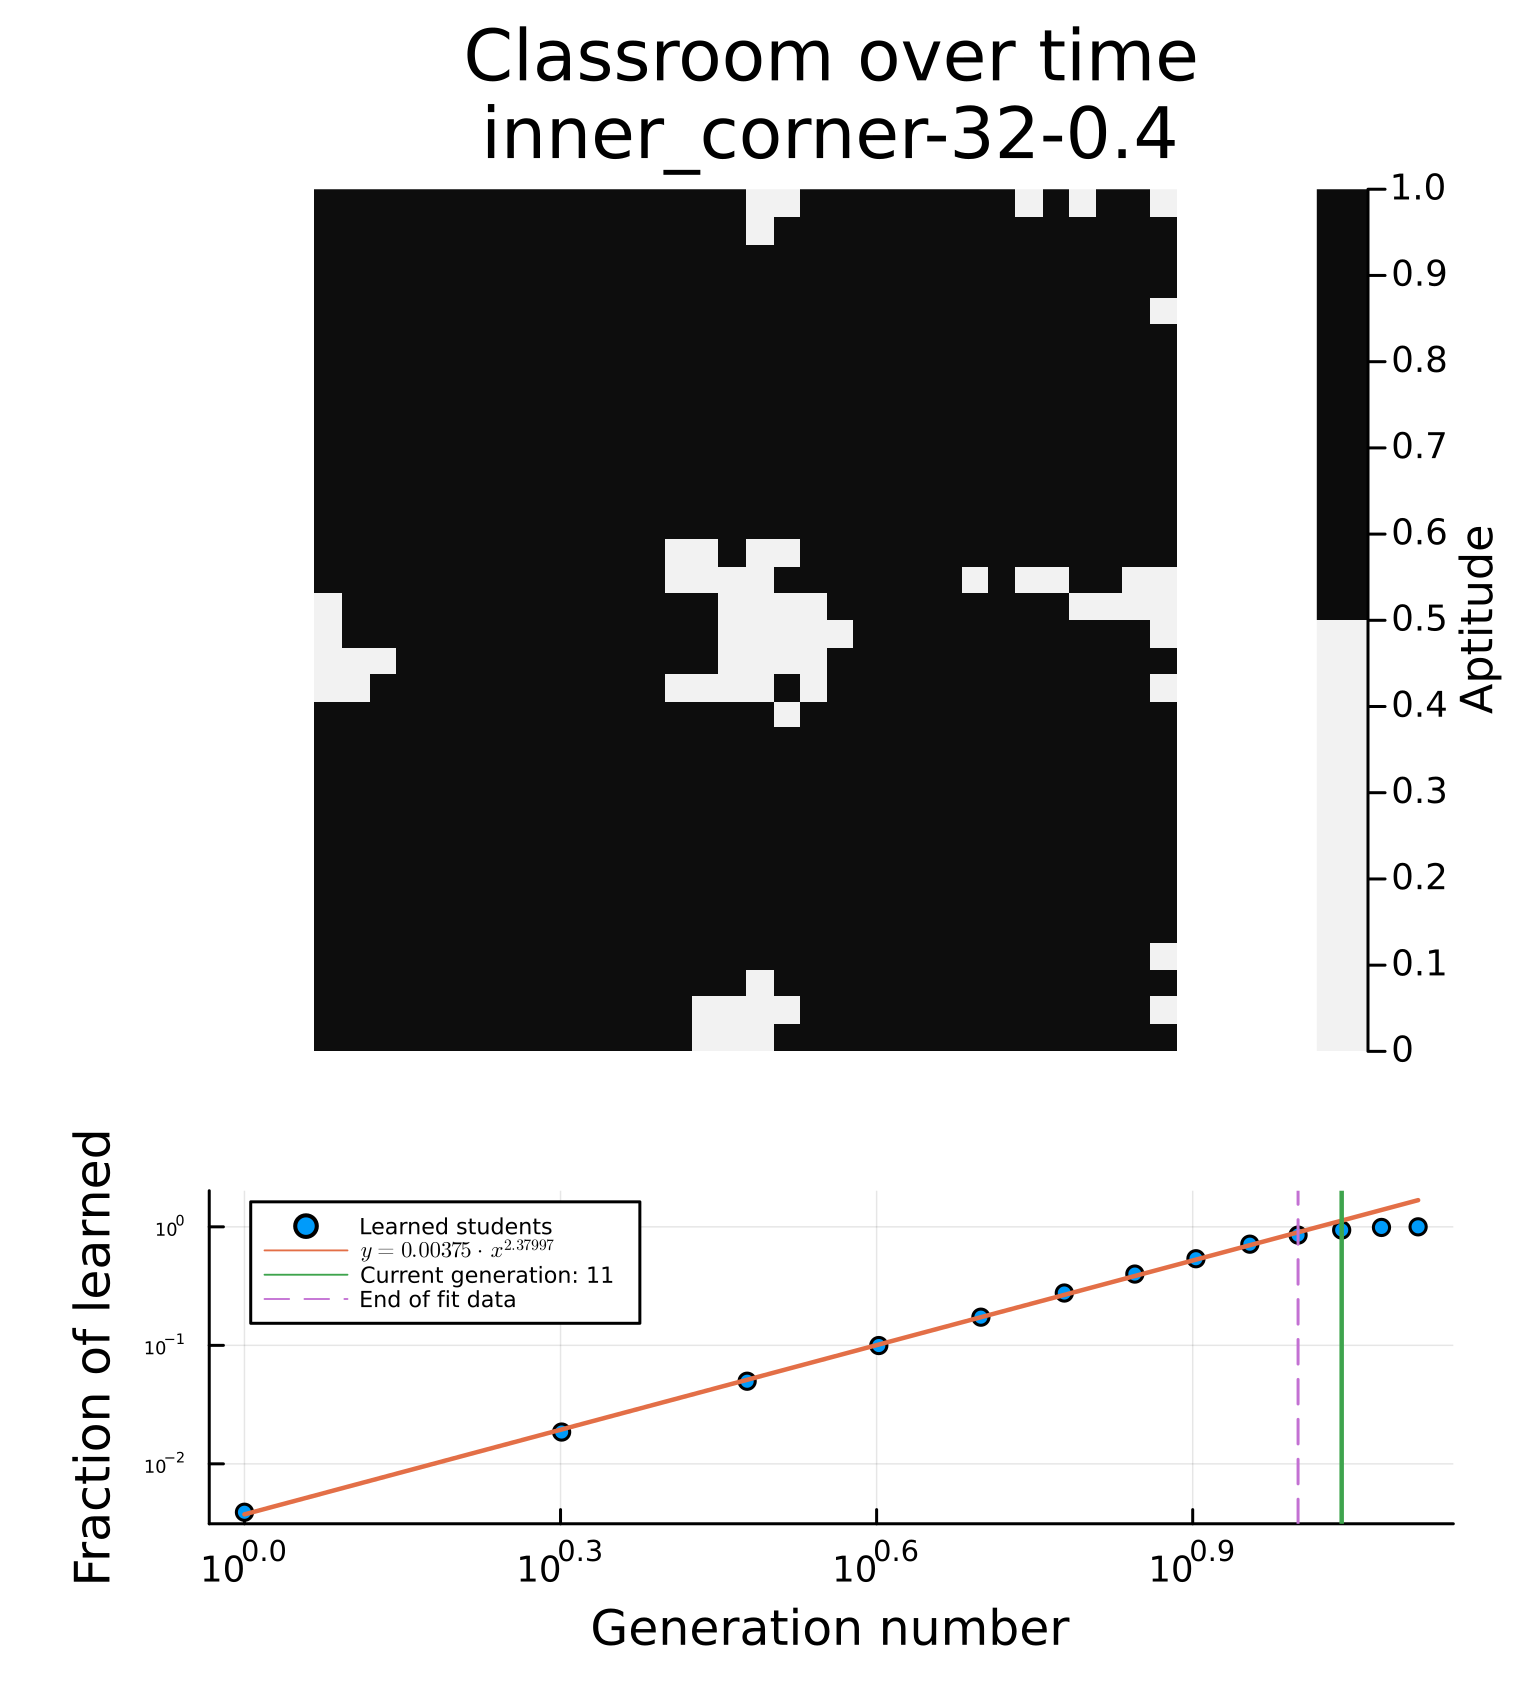 Classroom over time
inner_corner-32-0.4
1.0
0.9
0.8
0.7
0.6
0.5
0.4
0.3
0.2
0.1
0
Aptitude
Fraction of learned
10^0
10^-1
10^-2
Learned students
y = 0.00375 · x^2.37997
Current generation: 11
End of fit data
10^0.0 10^0.3 10^0.6 10^0.9
Generation number